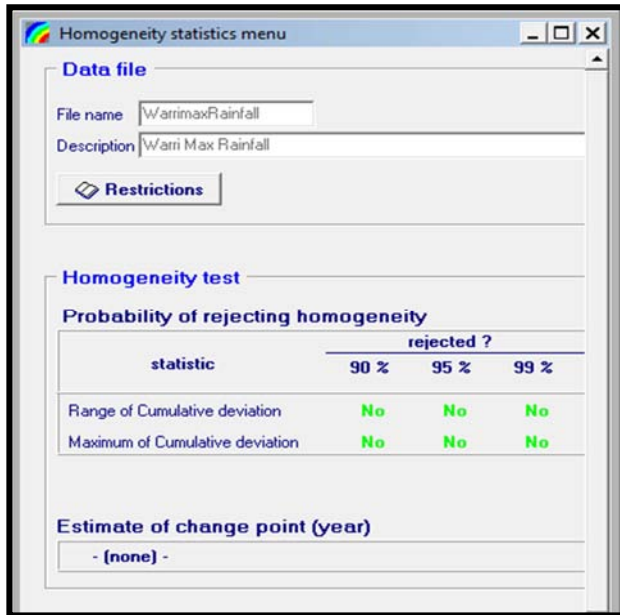 Homogeneity statistics menu
Data file
File name WarrimaxRainfall
Description Warri Max Rainfall
Restrictions
Homogeneity test
Probability of rejecting homogeneity
rejected ?
statistic 90 % 95 % 99 %
Range of Cumulative deviation No No No
Maximum of Cumulative deviation No No No
Estimate of change point (year)
- (none) -